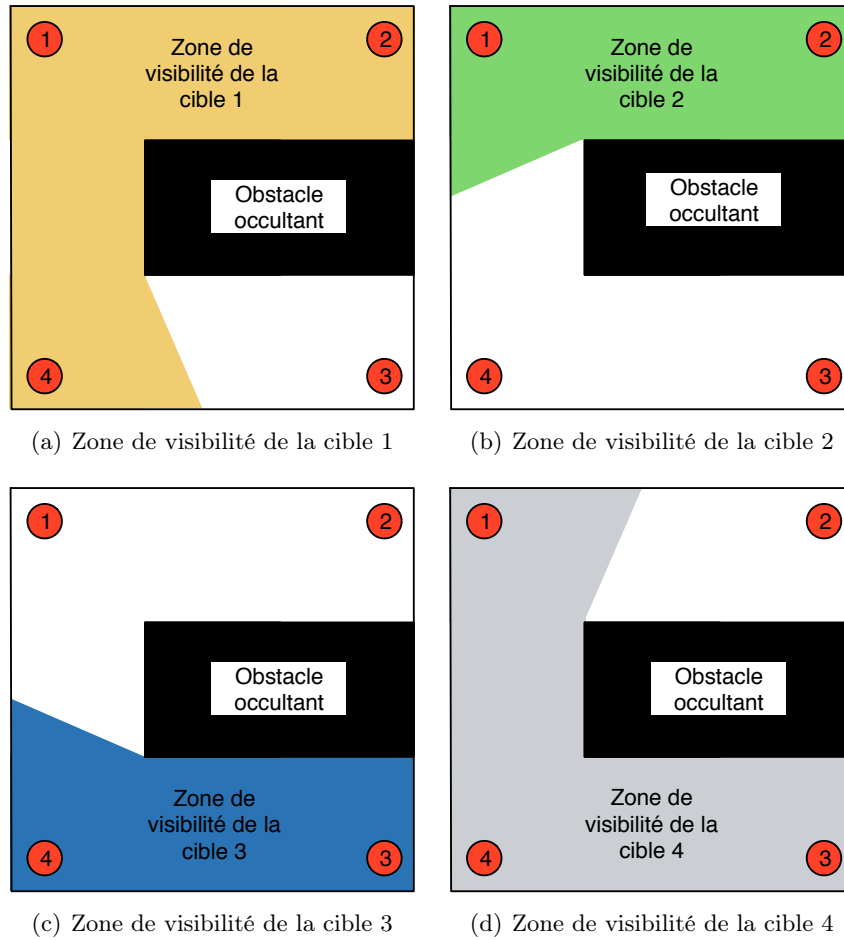 1
2
Zone de
visibilité de la
cible 1
Obstacle
occultant
4
3
(a) Zone de visibilité de la cible 1
1
2
Zone de
visibilité de la
cible 2
Obstacle
occultant
4
3
(b) Zone de visibilité de la cible 2
1
2
Obstacle
occultant
Zone de
visibilité de la
cible 3
4
3
(c) Zone de visibilité de la cible 3
1
2
Obstacle
occultant
Zone de
visibilité de la
cible 4
4
3
(d) Zone de visibilité de la cible 4